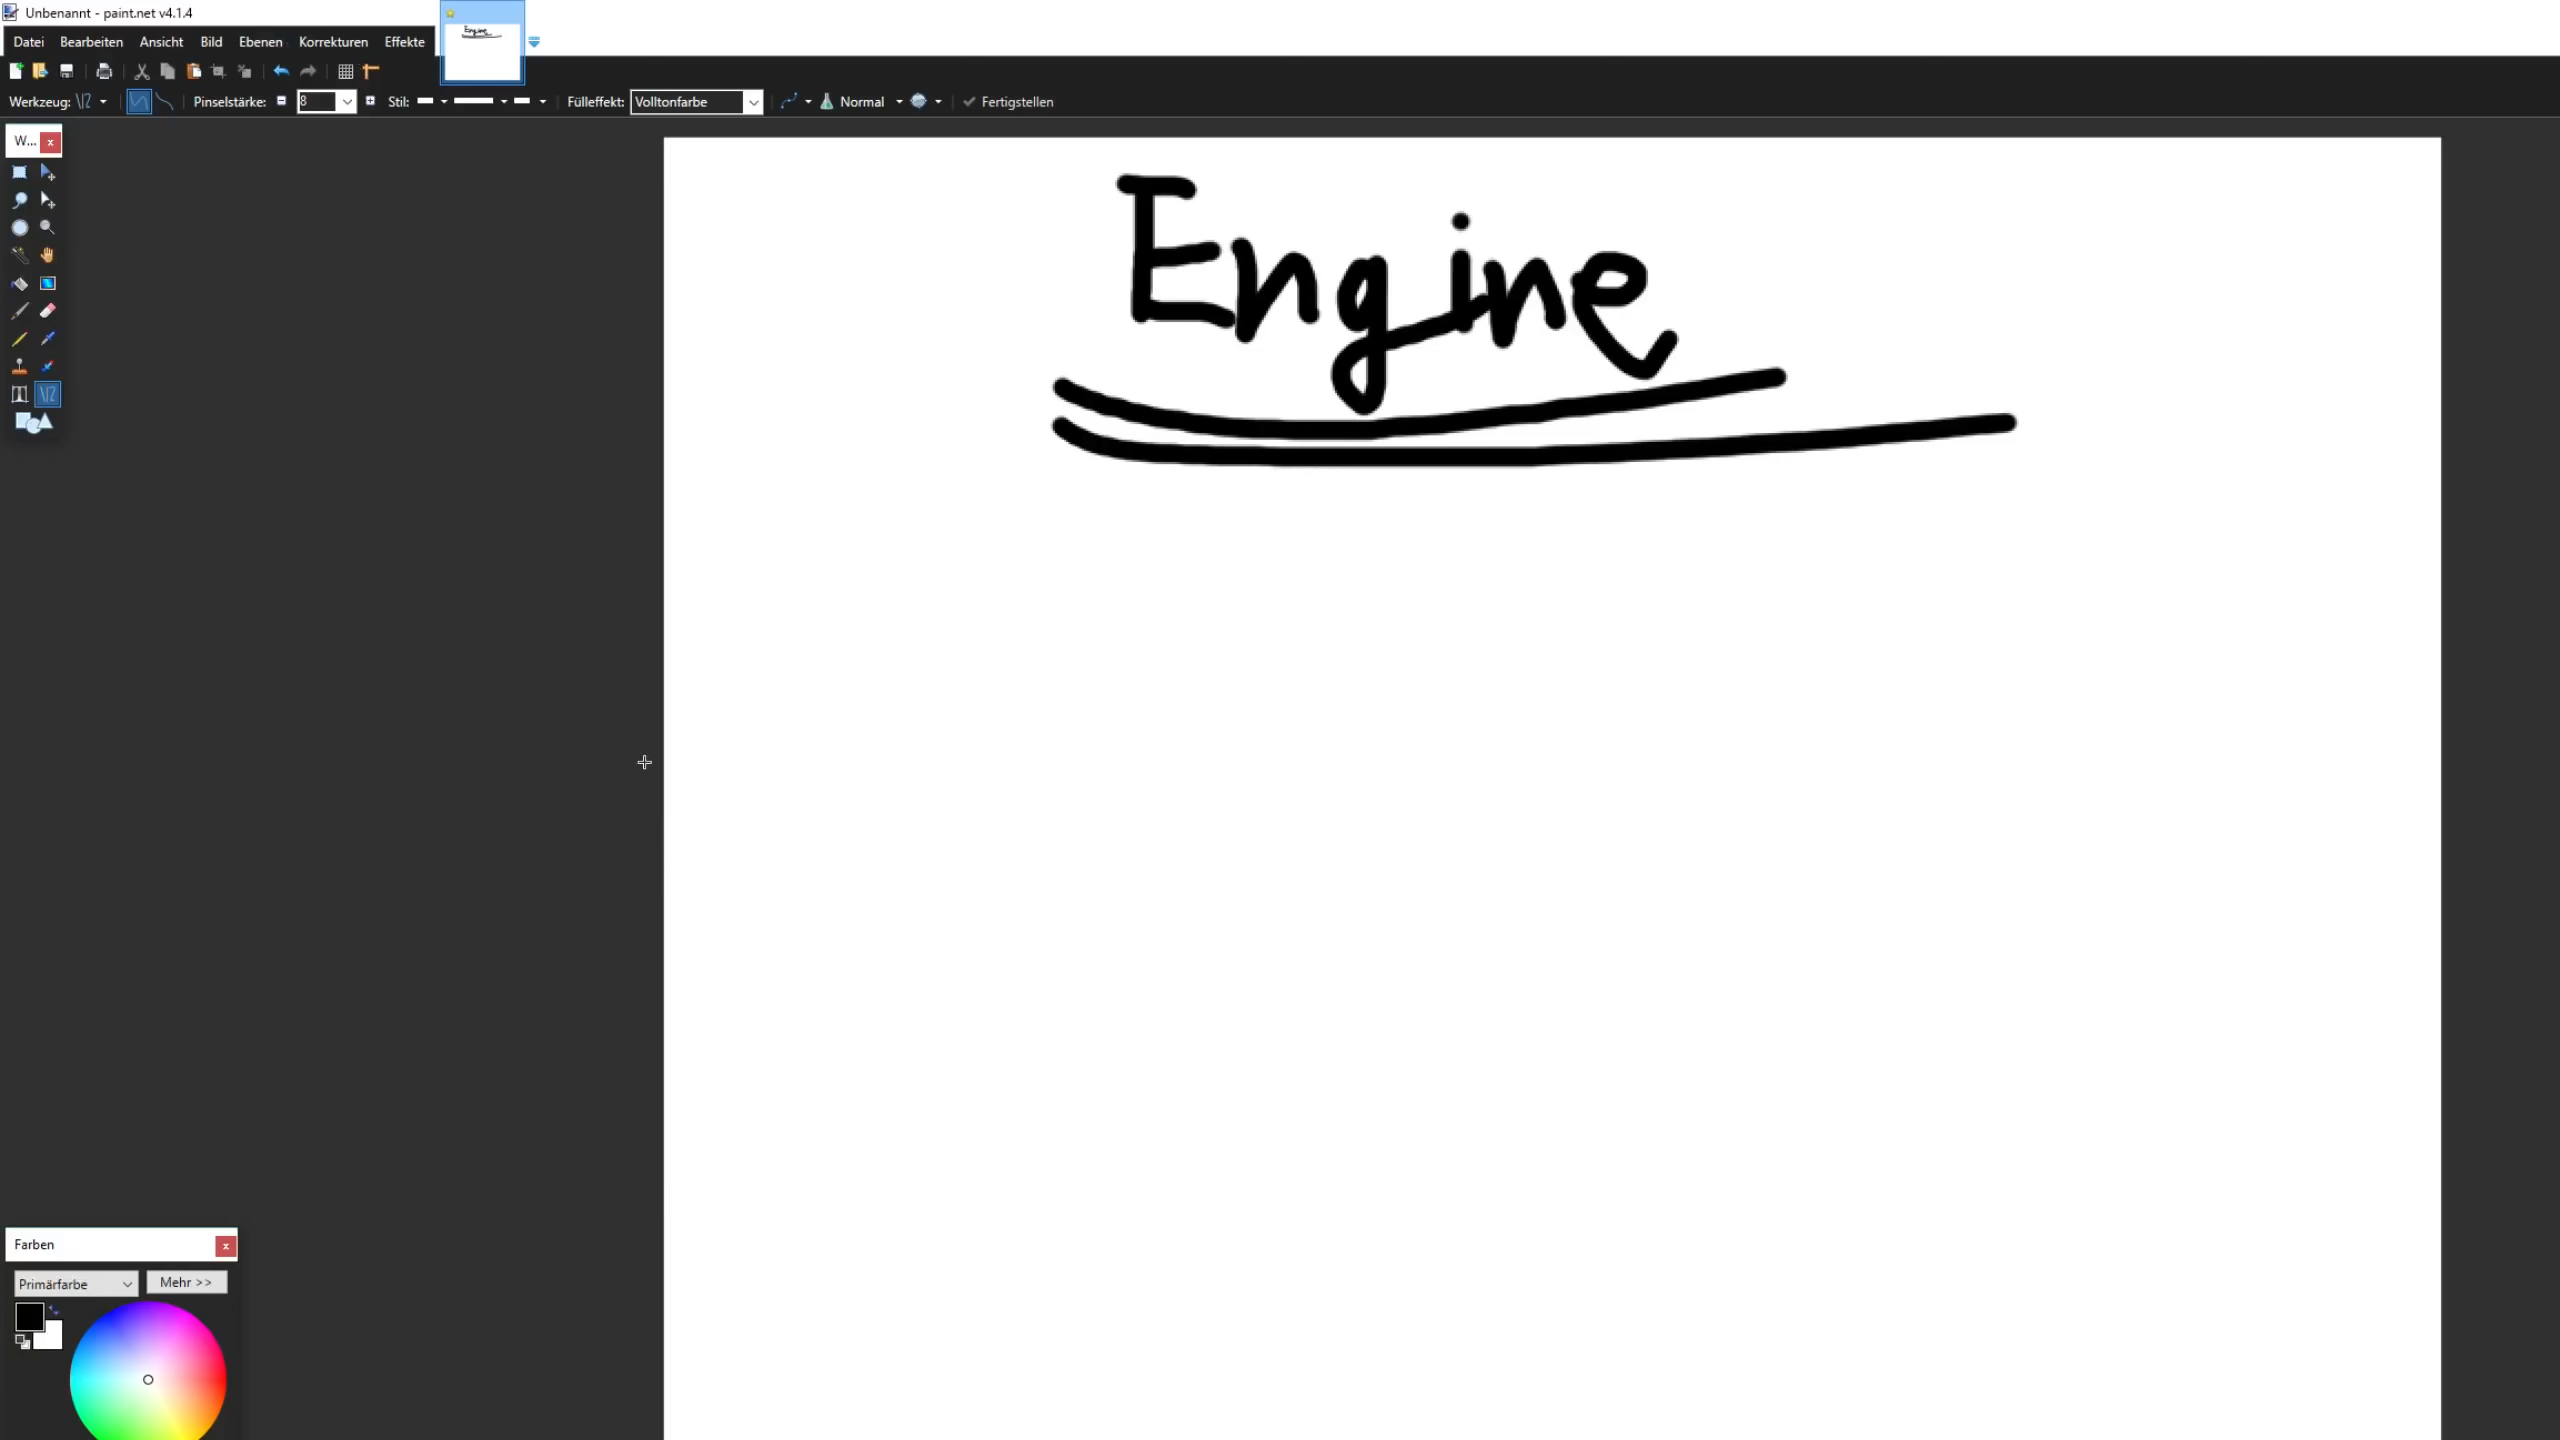 Unbenannt - paint.net v4.1.4
Datei Bearbeiten Ansicht Bild Ebenen Korrekturen Effekte
Werkzeug: Pinselstärke: 8 Stil: Fülleffekt: Volltonfarbe Normal Fertigstellen
W...
Engine
Farben
Primärfarbe Mehr >>